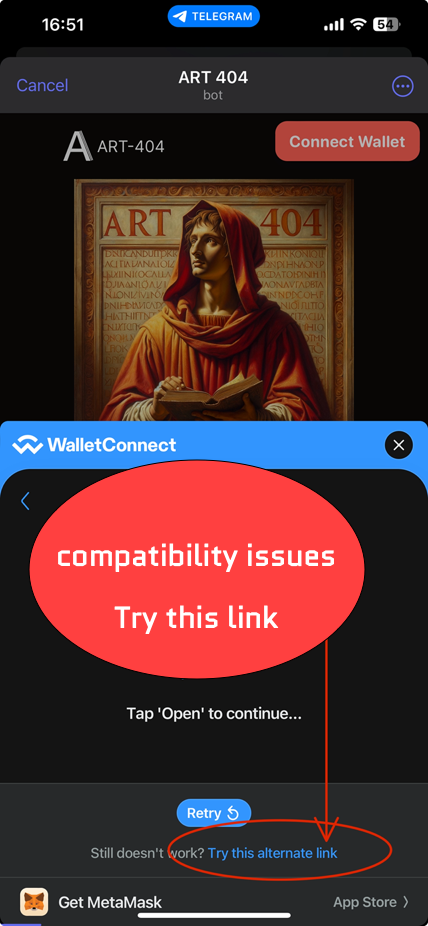 16:51
TELEGRAM
54
Cancel
ART 404
bot
ART-404
Connect Wallet
ART 404
WalletConnect
compatibility issues
Try this link
Tap 'Open' to continue...
Retry
Still doesn't work? Try this alternate link
Get MetaMask
App Store